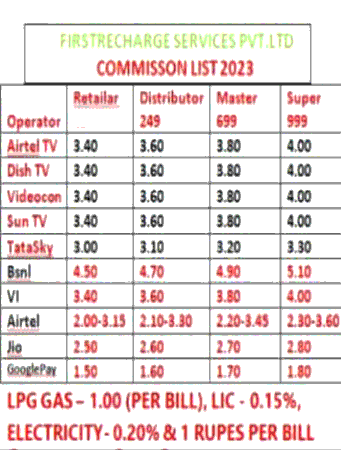 FIRSTRECHARGE SERVICES PVT.LTD
COMMISSON LIST 2023
Operator Retailar Distributor 249 Master 699 Super 999
Airtel TV 3.40 3.60 3.80 4.00
Dish TV 3.40 3.60 3.80 4.00
Videocon 3.40 3.60 3.80 4.00
Sun TV 3.40 3.60 3.80 4.00
TataSky 3.00 3.10 3.20 3.30
Bsnl 4.50 4.70 4.90 5.10
VI 3.40 3.60 3.80 4.00
Airtel 2.00-3.15 2.10-3.30 2.20-3.45 2.30-3.60
Jio 2.50 2.60 2.70 2.80
GooglePay 1.50 1.60 1.70 1.80
LPG GAS – 1.00 (PER BILL), LIC - 0.15%,
ELECTRICITY - 0.20% & 1 RUPES PER BILL